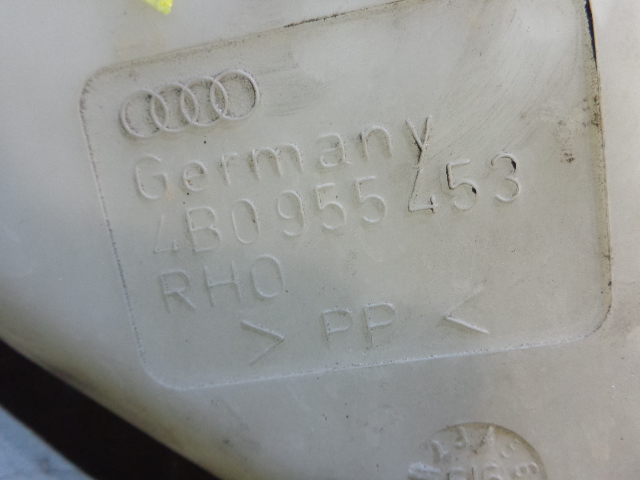 Germany
4B0955453
RHO
> PP <